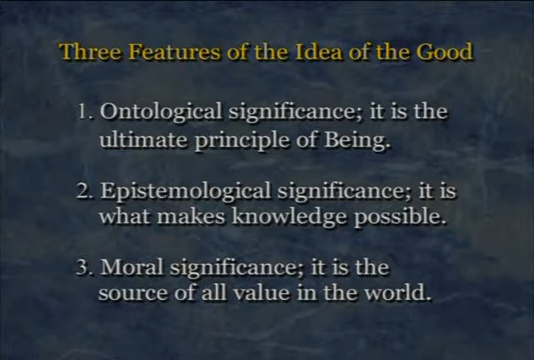 Three Features of the Idea of the Good
1. Ontological significance; it is the
ultimate principle of Being.
2. Epistemological significance; it is
what makes knowledge possible.
3. Moral significance; it is the
source of all value in the world.